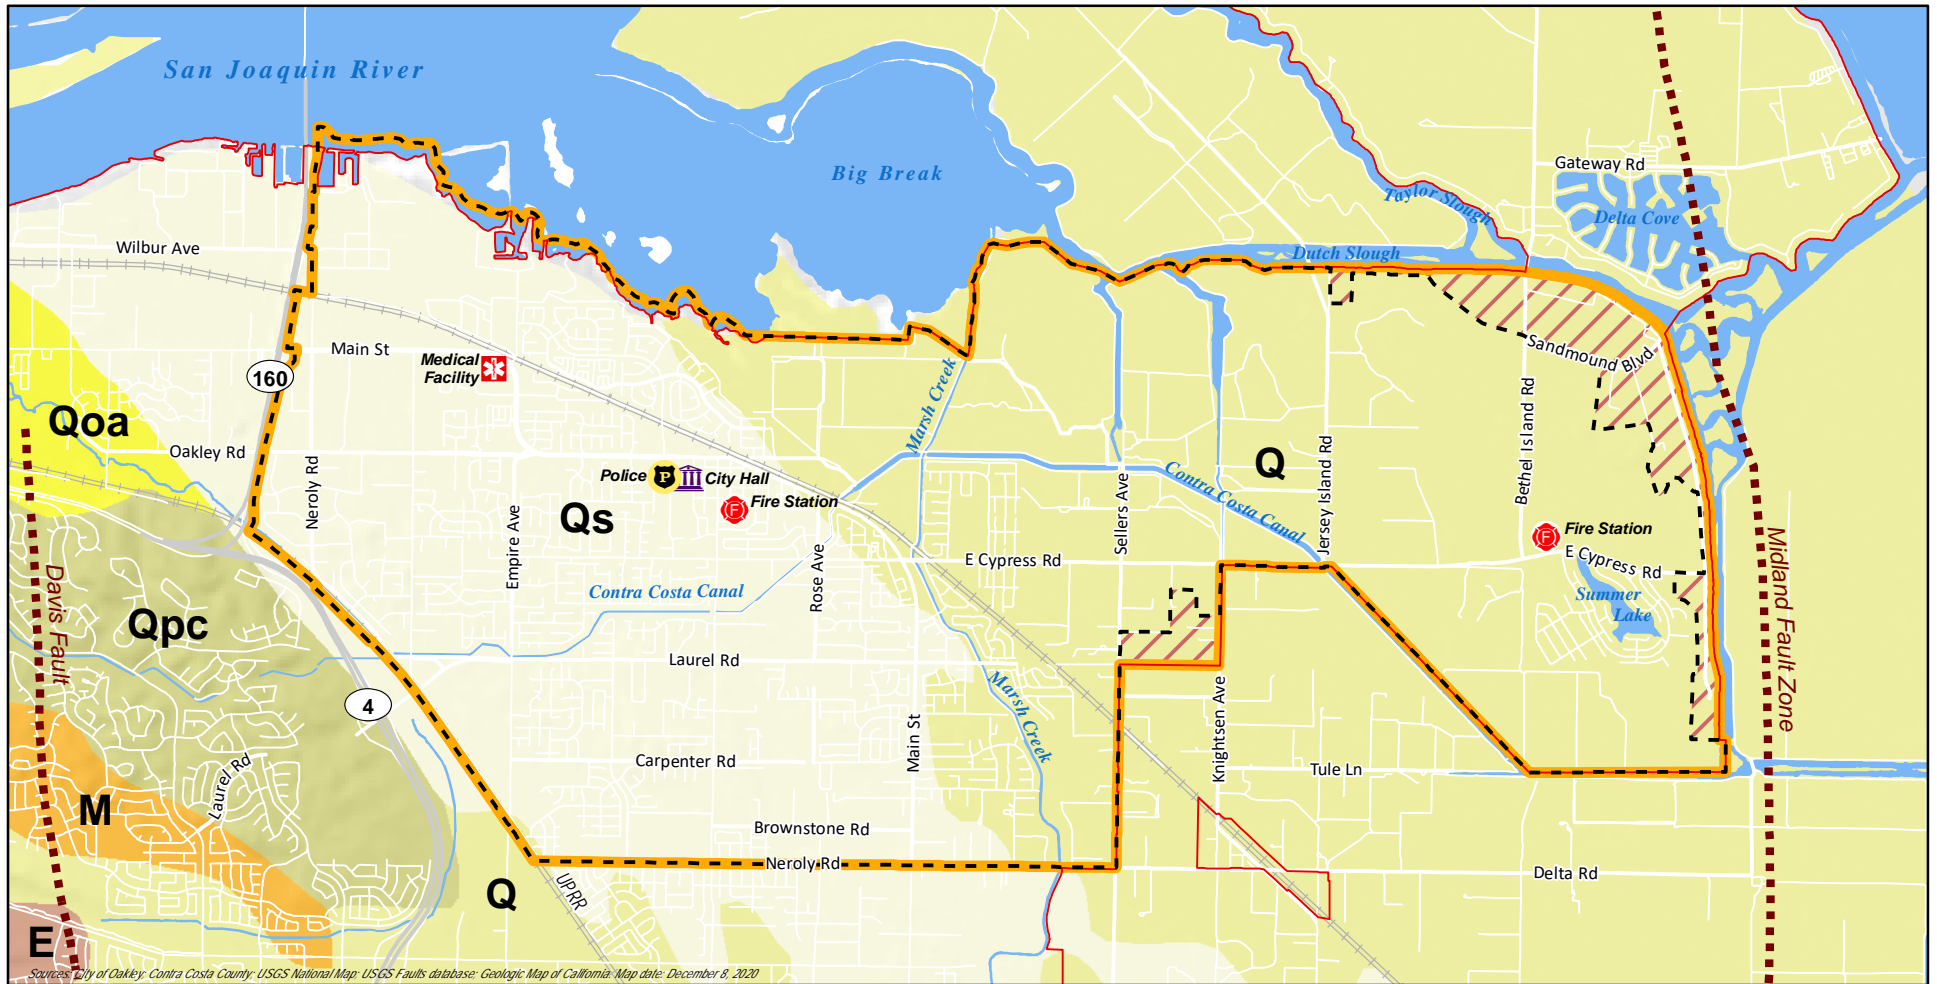 San Joaquin River
Big Break
Gateway Rd
Taylor Slough
Delta Cove
Wilbur Ave
Dutch Slough
Main St
Medical
Facility
Sandmound Blvd
160
Qoa
Marsh Creek
Bethel Island Rd
Oakley Rd
Neroly Rd
Police
P
City Hall
F
Fire Station
Qs
Empire Ave
Q
Contra Costa Canal
Sellers Ave
Jersey Island Rd
F
Fire Station
E Cypress Rd
E Cypress Rd
Midland Fault Zone
Davis Fault
Contra Costa Canal
Rose Ave
Summer
Lake
Qpc
Laurel Rd
Marsh Creek
Knightsen Ave
4
Main St
Carpenter Rd
Tule Ln
Laurel Rd
M
Brownstone Rd
Neroly Rd
Delta Rd
Q
UPRR
E
Sources: City of Oakley; Contra Costa County; USGS National Map; USGS Faults database; Geologic Map of California. Map date: December 8, 2020